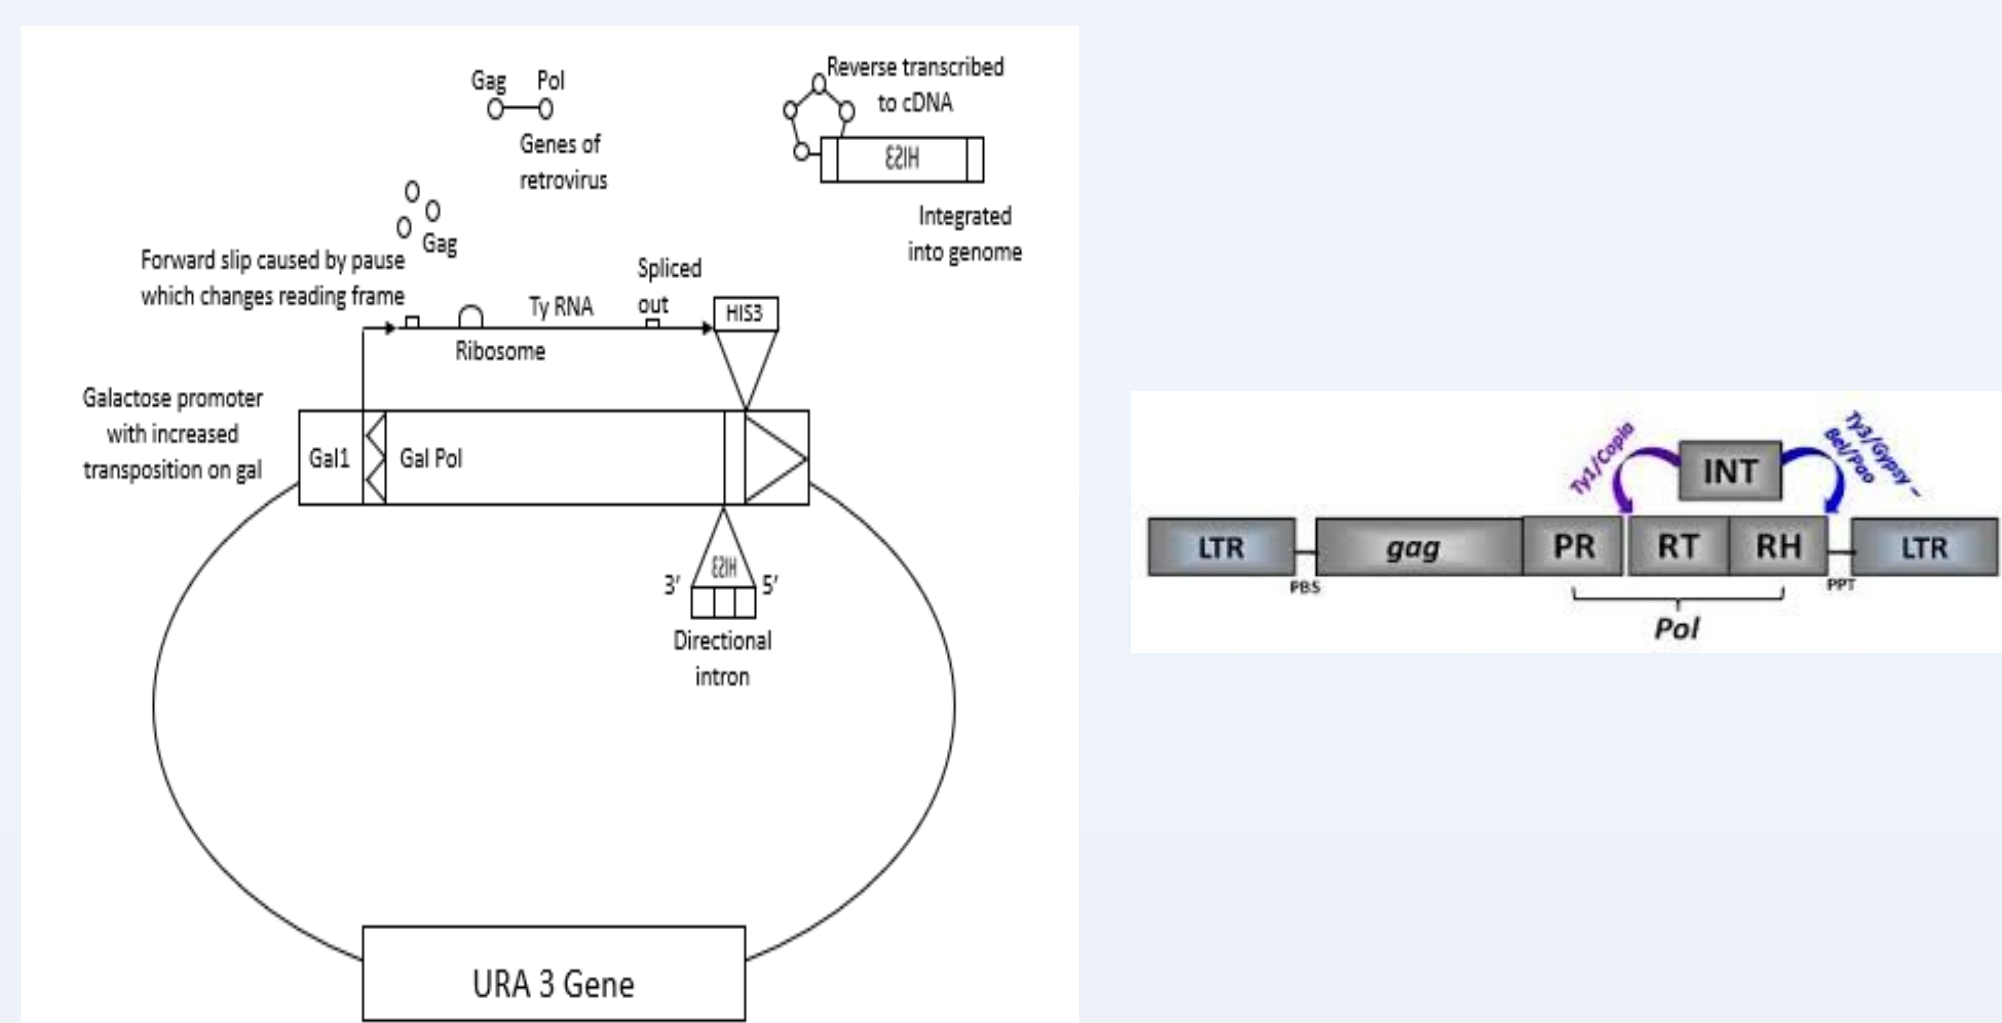 Gag Pol
Genes of
retrovirus
Reverse transcribed
to cDNA
HIS3
Integrated
into genome
Gag
Forward slip caused by pause
which changes reading frame
Spliced
out
Ty RNA
HIS3
Ribosome
Galactose promoter
with increased
transposition on gal
Gal1
Gal Pol
HIS3
3’ 5’
Directional
intron
URA 3 Gene
Ty1/Copia
INT
Ty3/Gypsy –
Bel/Pao
LTR
PBS
gag
PR
RT
RH
PPT
LTR
Pol